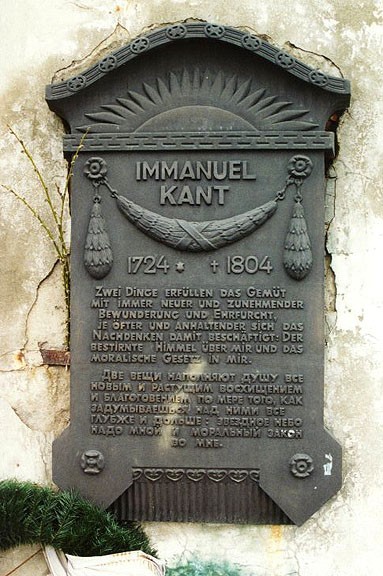 IMMANUEL
KANT
1724 * † 1804
Zwei Dinge erfüllen das Gemüt
mit immer neuer und zunehmender
Bewunderung und Ehrfurcht,
je öfter und anhaltender sich das
Nachdenken damit beschäftigt: Der
bestirnte Himmel über mir und das
moralische Gesetz in mir.
Две вещи наполняют душу все
новым и растущим восхищением
и благоговением по мере того, как
задумываешься над ними все
глубже и дольше: звездное небо
надо мной и моральный закон
во мне.